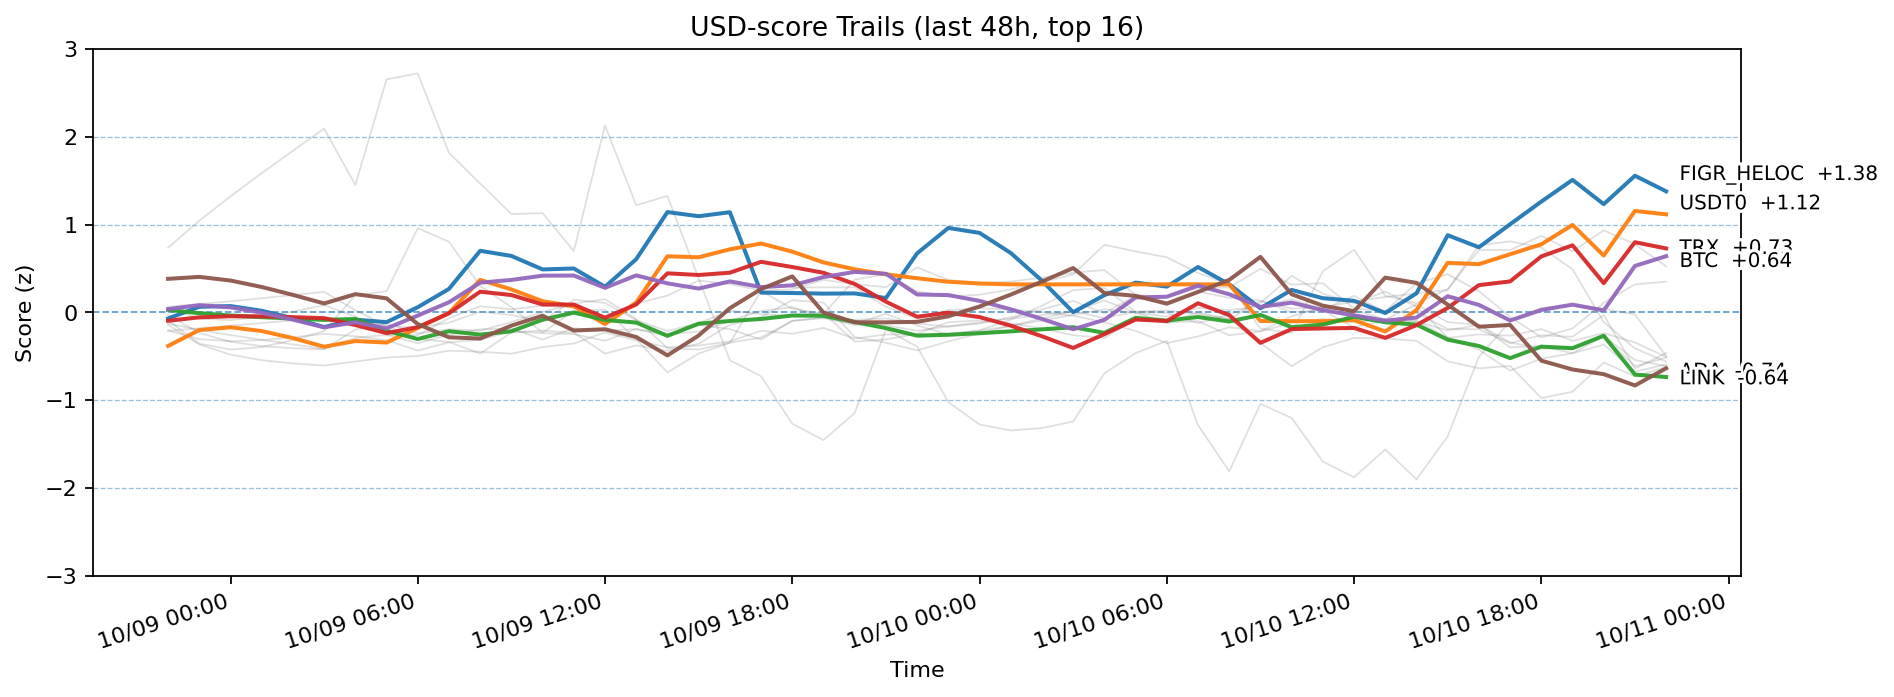 USD-score Trails (last 48h, top 16)
Score (z)
3
2
1
0
−1
−2
−3
FIGR_HELOC +1.38
USDT0 +1.12
TRX +0.73
BTC +0.64
LINK -0.64
10/09 00:00
10/09 06:00
10/09 12:00
10/09 18:00
10/10 00:00
10/10 06:00
10/10 12:00
10/10 18:00
10/11 00:00
Time